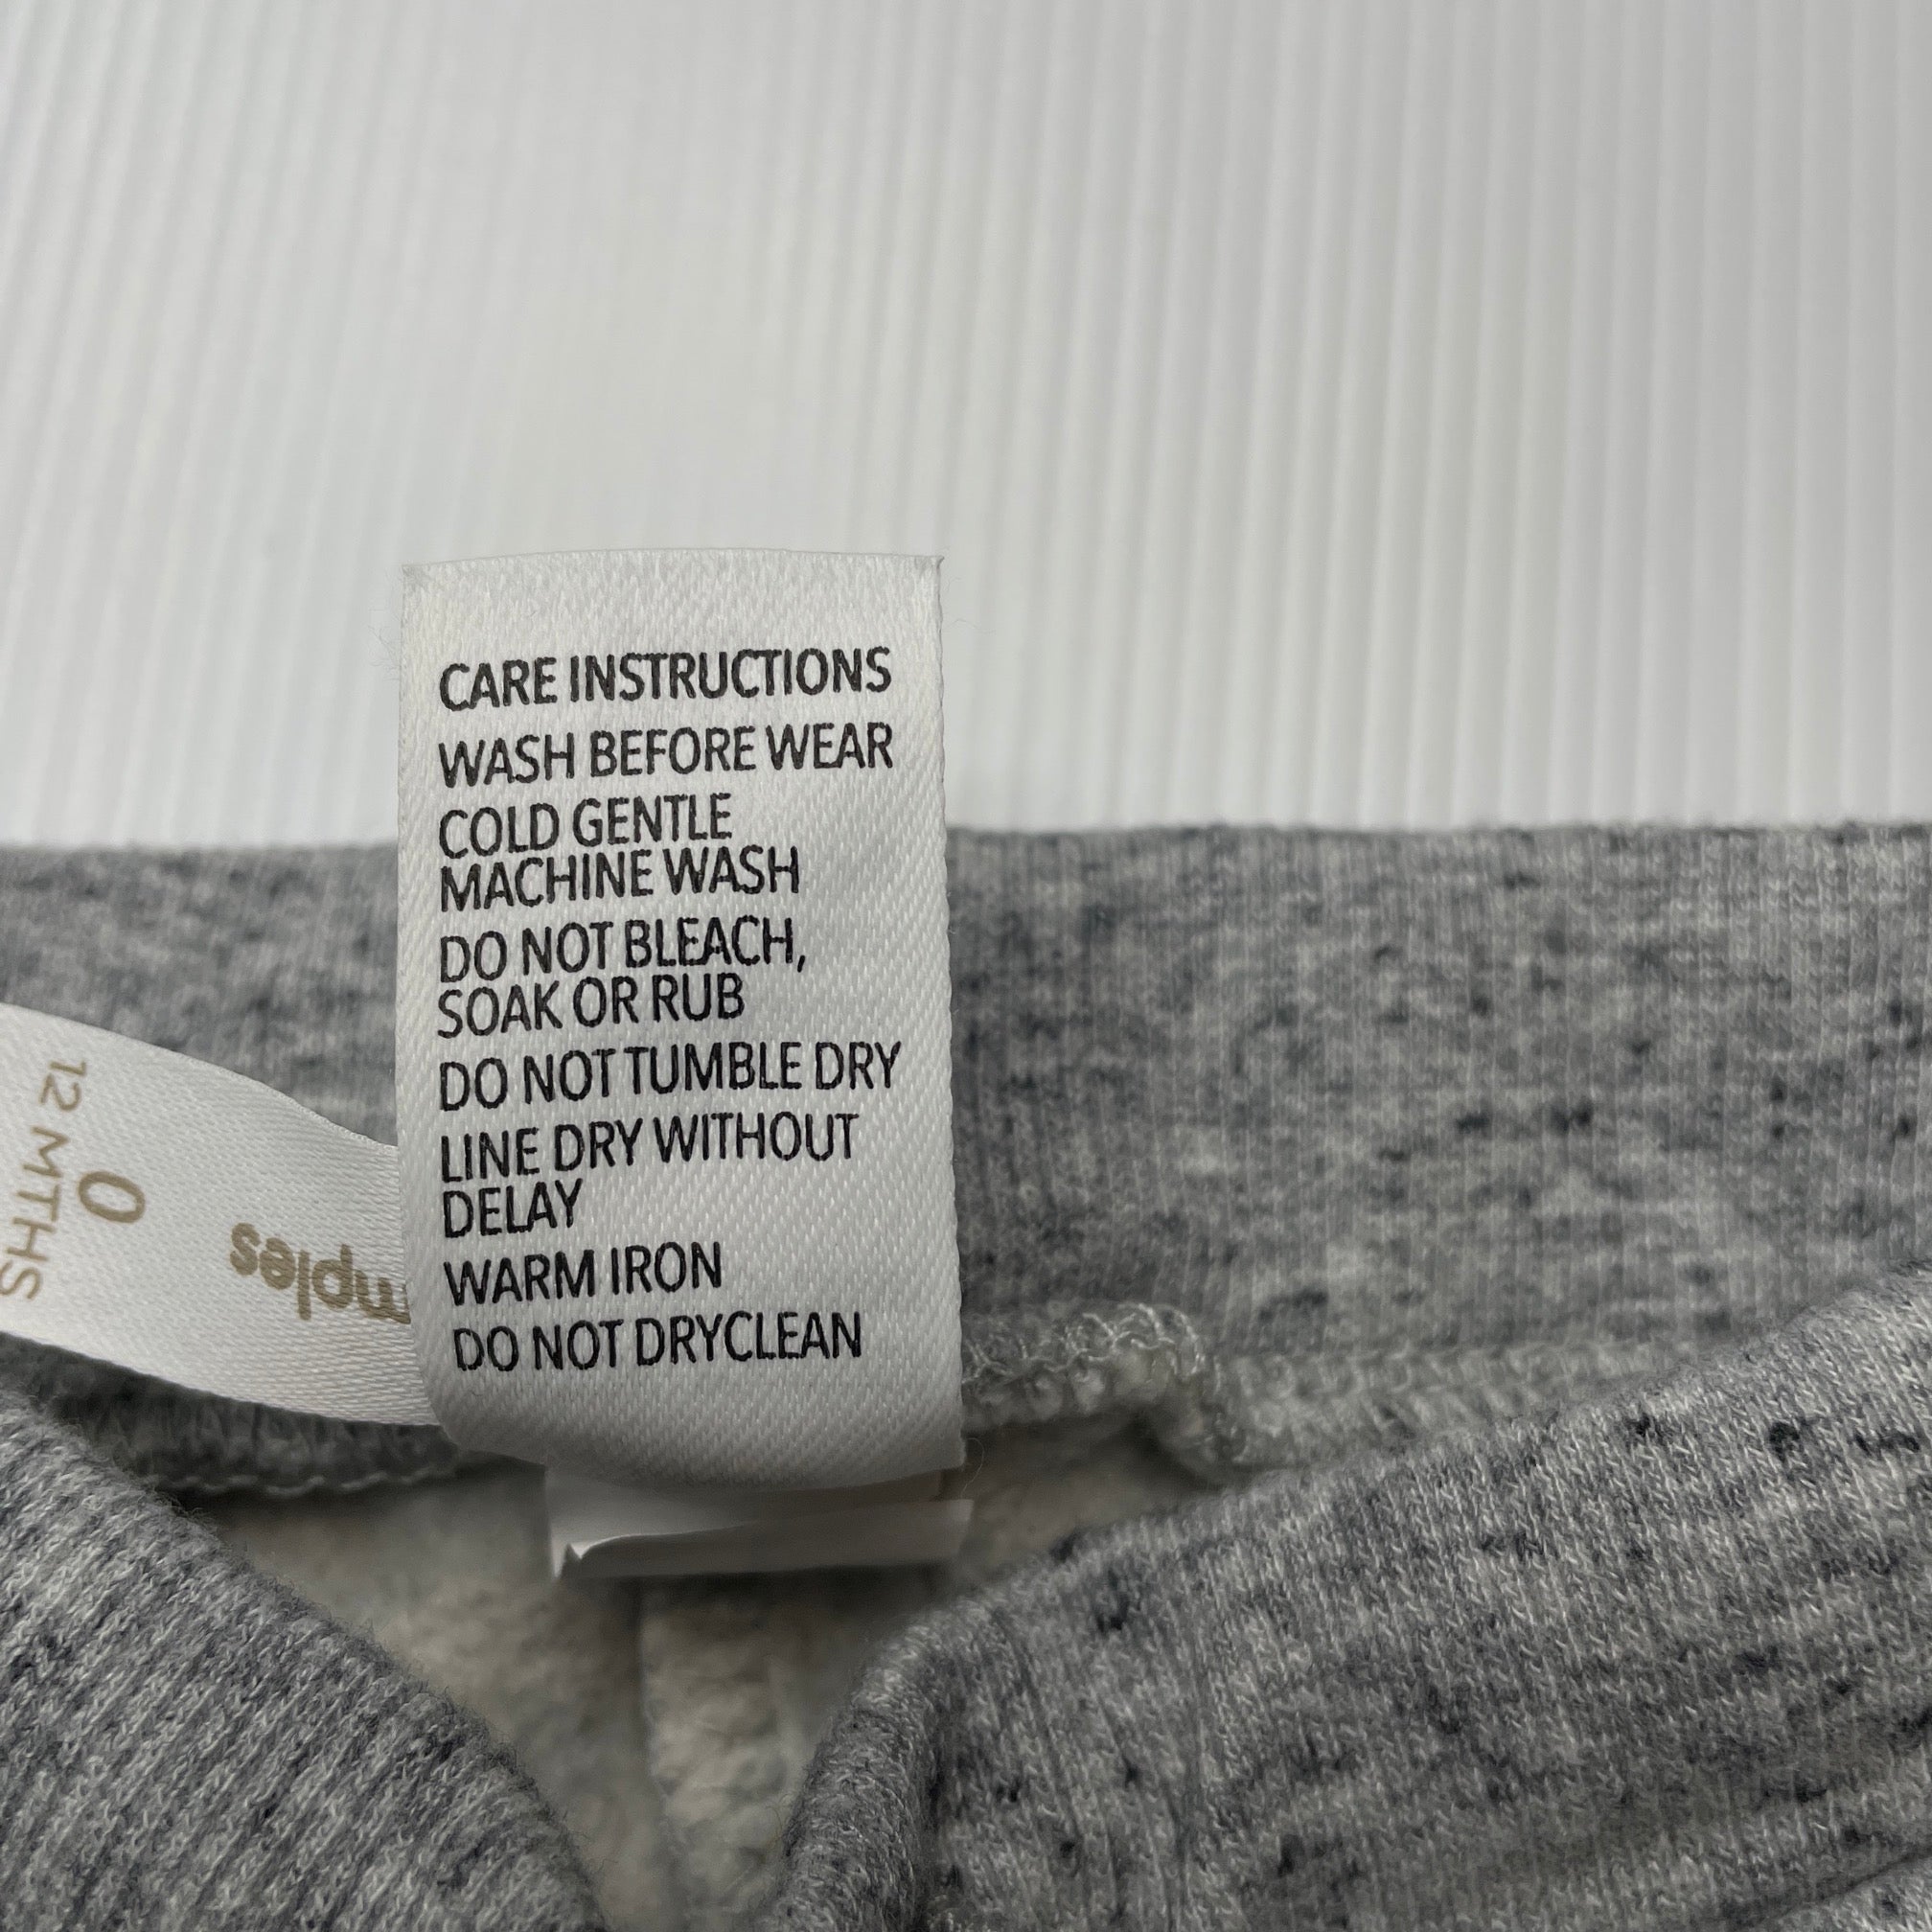 CARE INSTRUCTIONS
WASH BEFORE WEAR
COLD GENTLE
MACHINE WASH
DO NOT BLEACH,
SOAK OR RUB
DO NOT TUMBLE DRY
LINE DRY WITHOUT
DELAY
WARM IRON
DO NOT DRYCLEAN
0
12 MTHS